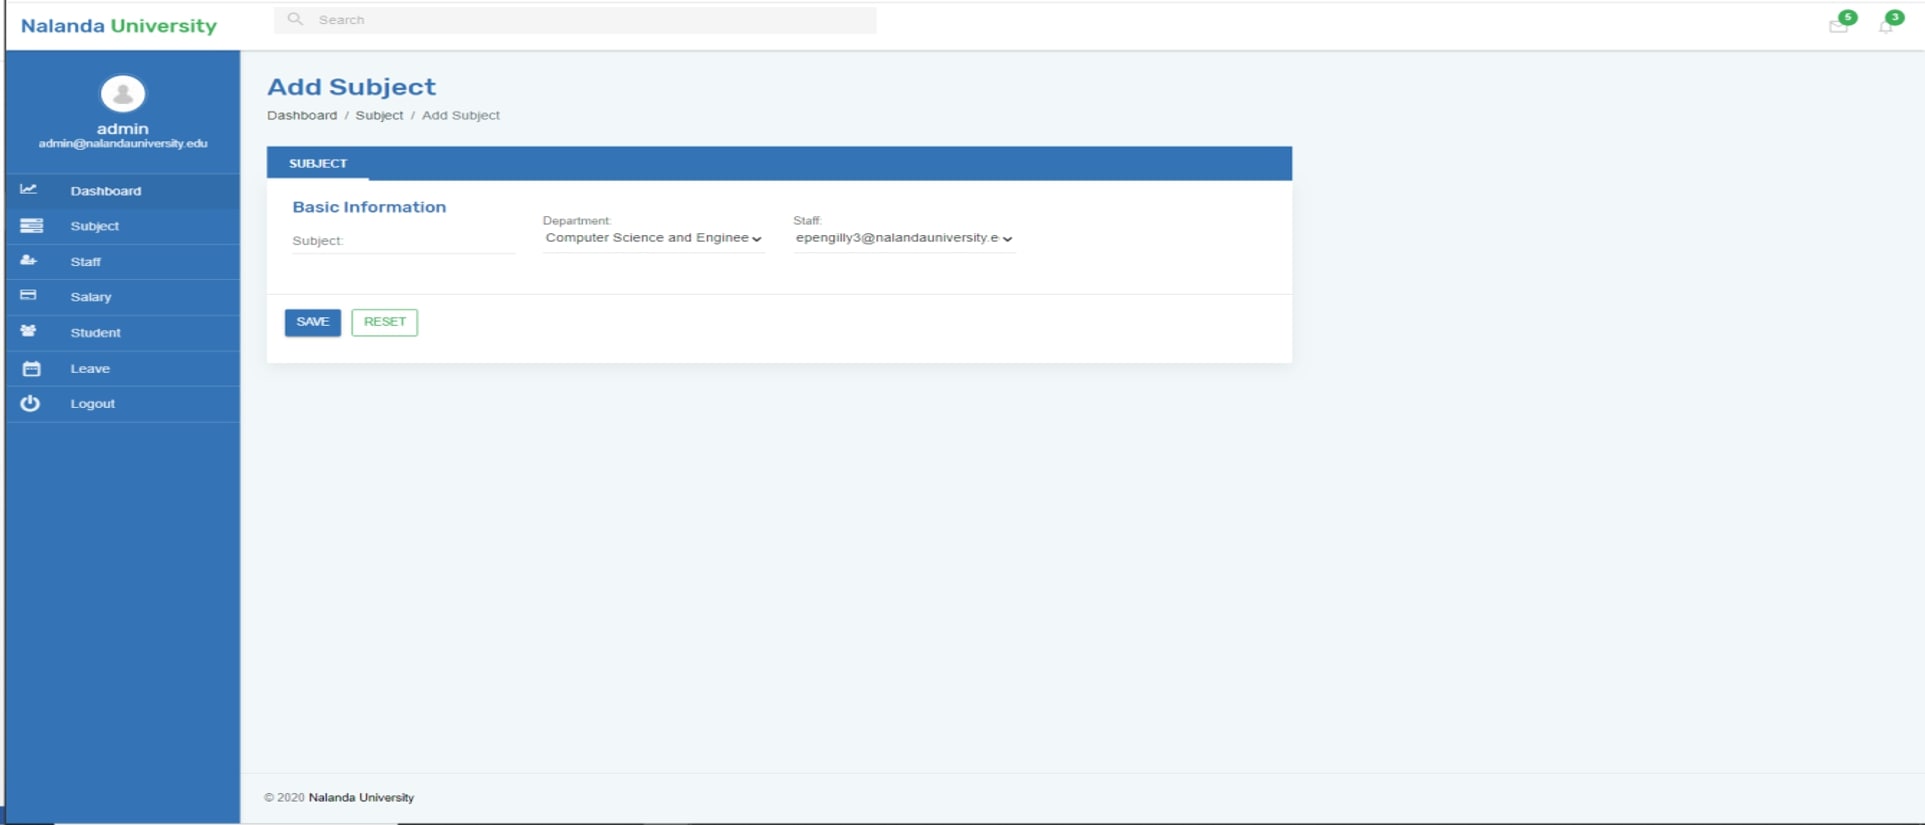 Nalanda University
Search
5
3
admin
admin@nalandauniversity.edu
Dashboard
Subject
Staff
Salary
Student
Leave
Logout
Add Subject
Dashboard / Subject / Add Subject
SUBJECT
Basic Information
Subject:
Department:
Computer Science and Enginee
Staff:
epengilly3@nalandauniversity.e
SAVE
RESET
© 2020 Nalanda University